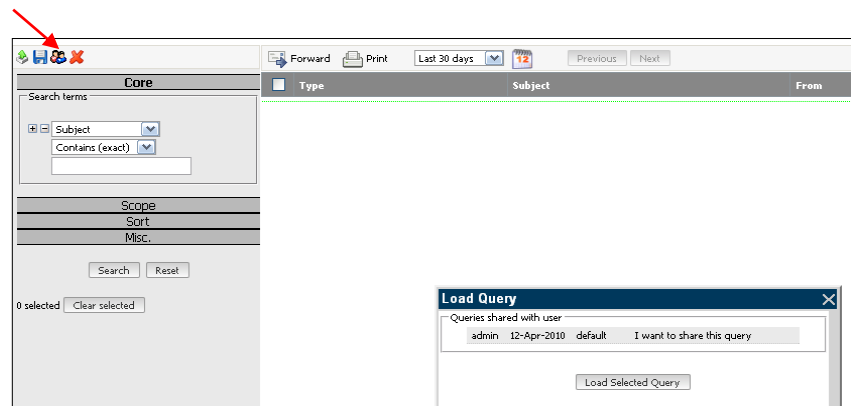 Forward Print Last 30 days 12 Previous Next
Core
Type Subject From
Search terms
Subject
Contains (exact)
Scope
Sort
Misc.
Search Reset
0 selected Clear selected
Load Query
Queries shared with user
admin 12-Apr-2010 default I want to share this query
Load Selected Query